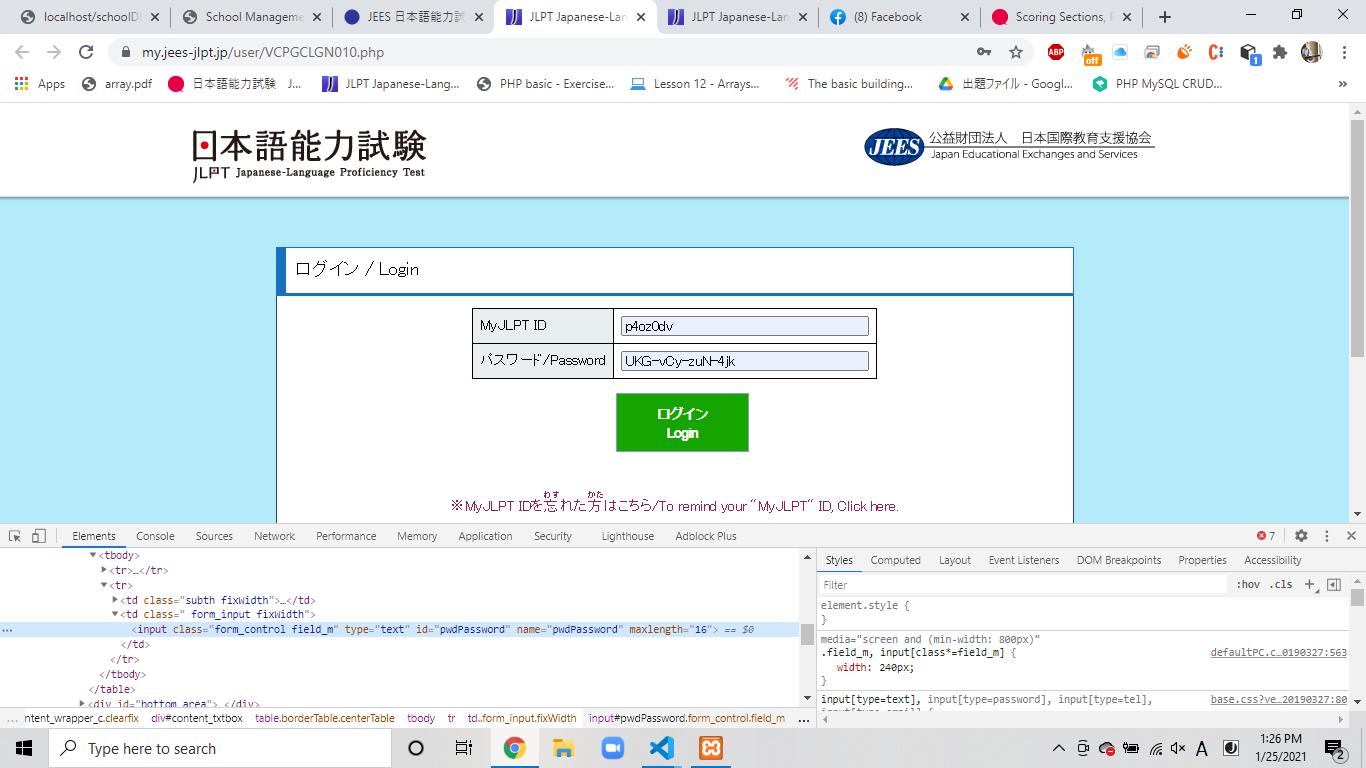 localhost/schoolDB
School Manageme
JEES 日本語能力試
JLPT Japanese-Lan
JLPT Japanese-Lan
(8) Facebook
Scoring Sections, P
my.jees-jlpt.jp/user/VCPGCLGN010.php
ABP
off
1
Apps
array.pdf
日本語能力試験 J...
JLPT Japanese-Lang...
PHP basic - Exercise...
Lesson 12 - Arrays...
The basic building...
出題ファイル - Googl...
PHP MySQL CRUD...
»
日本語能力試験
JLPT Japanese-Language Proficiency Test
JEES
公益財団法人 日本国際教育支援協会
Japan Educational Exchanges and Services
ログイン / Login
MyJLPT ID
p4oz0dv
パスワード/Password
UKG-vCy-zuN-4jk
ログイン
Login
わす かた
※MyJLPT IDを忘れた方はこちら/To remind your "MyJLPT" ID, Click here.
Elements Console Sources Network Performance Memory Application Security Lighthouse Adblock Plus
7
<tbody>
<tr>…</tr>
<tr>
<td class="subth fixWidth">…</td>
<td class=" form_input fixWidth">
<input class="form_control field_m" type="text" id="pwdPassword" name="pwdPassword" maxlength="16"> == $0
</td>
</tr>
</tbody>
</table>
<div id="bottom_area">…</div>
... ntent_wrapper_c.clearfix div#content_txtbox table.borderTable.centerTable tbody tr td..form_input.fixWidth input#pwdPassword.form_control.field_m ...
Styles Computed Layout Event Listeners DOM Breakpoints Properties Accessibility
Filter
:hov .cls +
element.style {
}
media="screen and (min-width: 800px)"
.field_m, input[class*=field_m] {
defaultPC.c…0190327:563
width: 240px;
}
input[type=text], input[type=password], input[type=tel],
base.css?ve…20190327:80
input[type=email] {
Type here to search
A
1:26 PM
1/25/2021
2